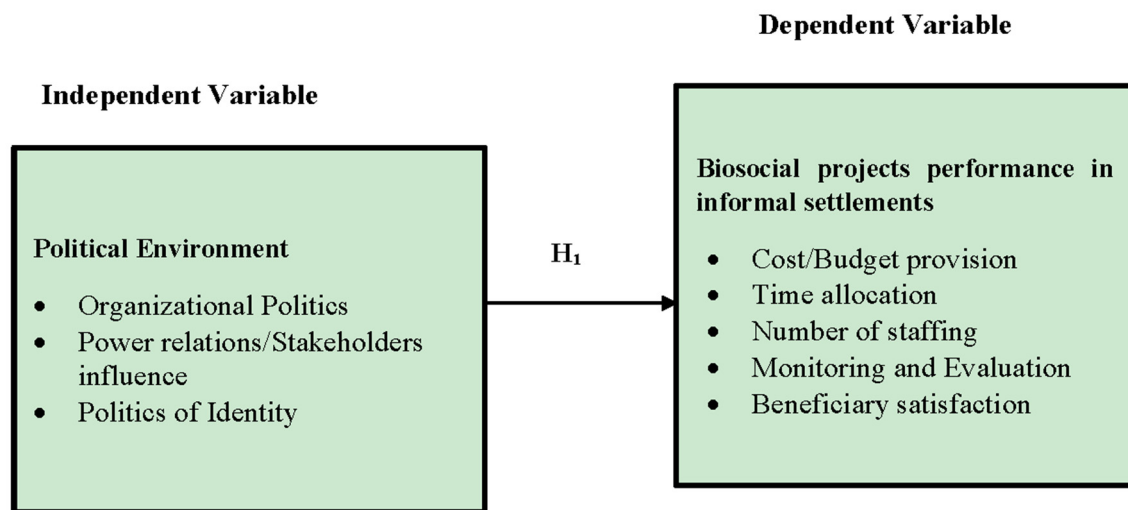 Dependent Variable
Independent Variable
Political Environment
• Organizational Politics
• Power relations/Stakeholders
influence
• Politics of Identity
H₁
Biosocial projects performance in
informal settlements
• Cost/Budget provision
• Time allocation
• Number of staffing
• Monitoring and Evaluation
• Beneficiary satisfaction